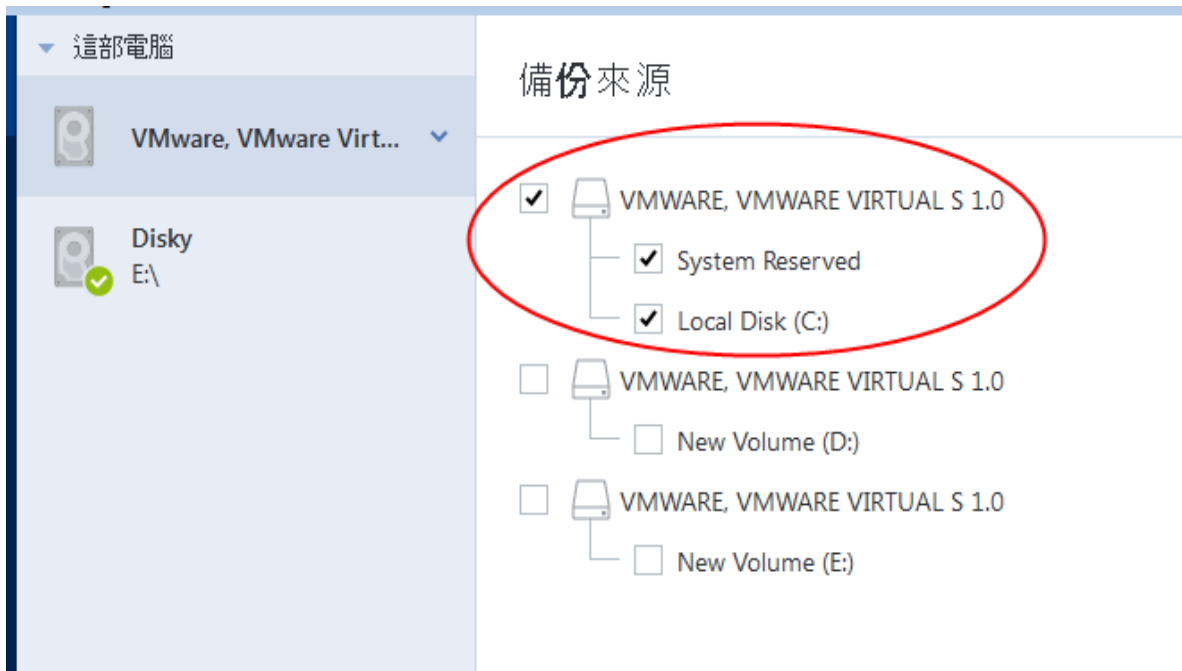 這部電腦
VMware, VMware Virt...
Disky
E:\
備份來源
VMWARE, VMWARE VIRTUAL S 1.0
System Reserved
Local Disk (C:)
VMWARE, VMWARE VIRTUAL S 1.0
New Volume (D:)
VMWARE, VMWARE VIRTUAL S 1.0
New Volume (E:)